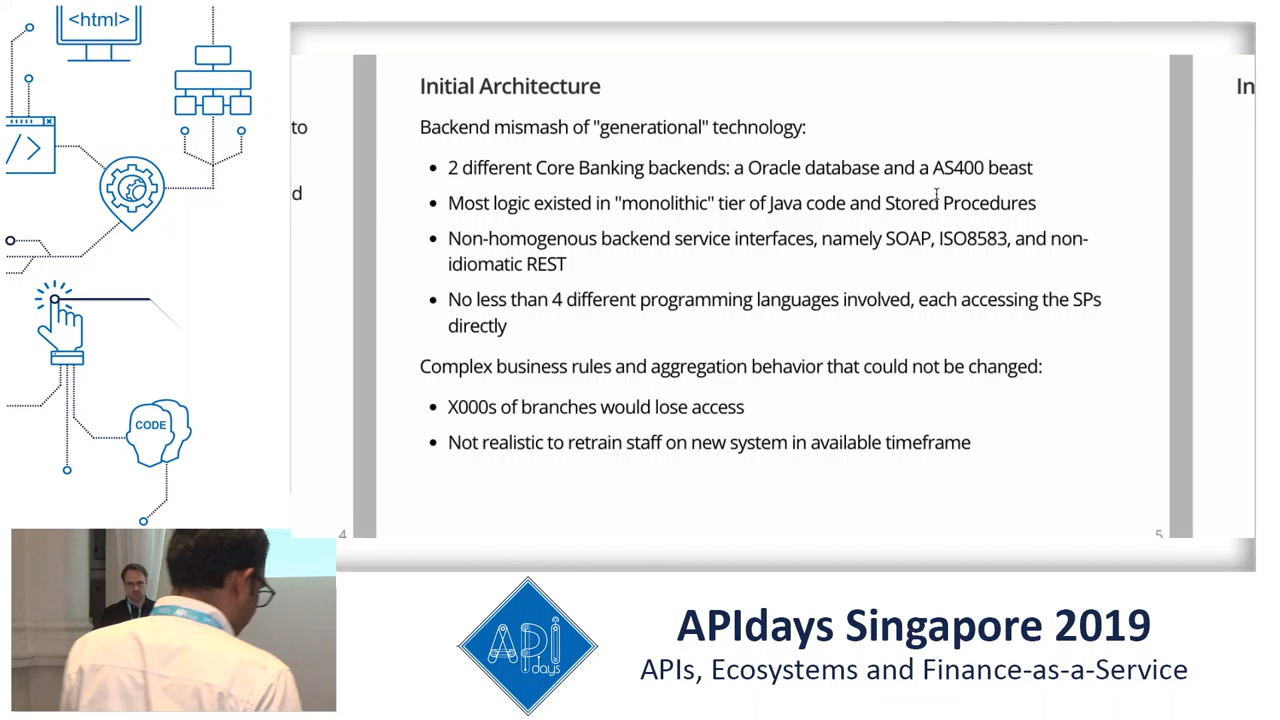 <html>
</>
CODE
to
d
Initial Architecture
Backend mismash of "generational" technology:
• 2 different Core Banking backends: a Oracle database and a AS400 beast
• Most logic existed in "monolithic" tier of Java code and Stored Procedures
• Non-homogenous backend service interfaces, namely SOAP, ISO8583, and non-
idiomatic REST
• No less than 4 different programming languages involved, each accessing the SPs
directly
Complex business rules and aggregation behavior that could not be changed:
• X000s of branches would lose access
• Not realistic to retrain staff on new system in available timeframe
4
5
In
API
days
APIdays Singapore 2019
APIs, Ecosystems and Finance-as-a-Service